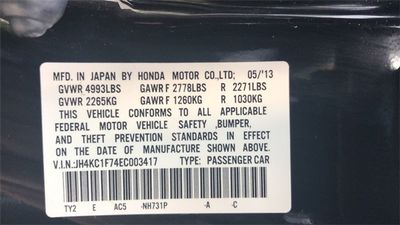 MFD. IN JAPAN BY HONDA MOTOR CO.,LTD; 05/'13
GVWR 4993LBS GAWR F 2778LBS R 2271LBS
GVWR 2265KG GAWR F 1260KG R 1030KG
THIS VEHICLE CONFORMS TO ALL APPLICABLE
FEDERAL MOTOR VEHICLE SAFETY ,BUMPER,
AND THEFT PREVENTION STANDARDS IN EFFECT
ON THE DATE OF MANUFACTURE SHOWN ABOVE.
V.I.N.:JH4KC1F74EC003417 TYPE: PASSENGER CAR
TY2 E AC5 -NH731P -A -C